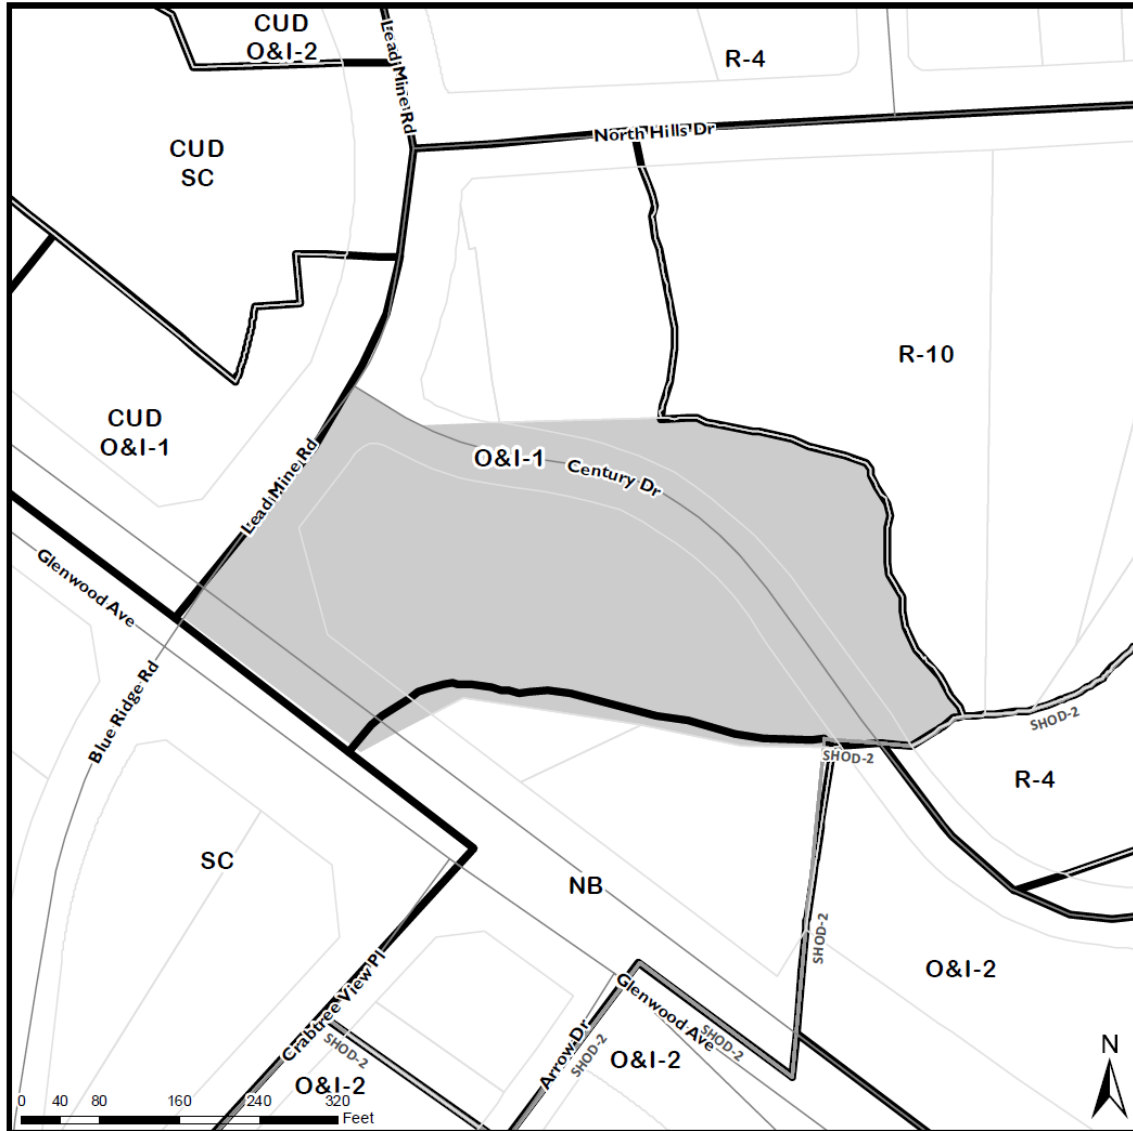 CUD
O&I-2
Lead Mine Rd
R-4
North Hills Dr
CUD
SC
R-10
CUD
O&I-1
O&I-1
Century Dr
Lead Mine Rd
Glenwood Ave
Blue Ridge Rd
SHOD-2
SHOD-2
R-4
SC
NB
SHOD-2
O&I-2
Crabtree View Pl
SHOD-2
O&I-2
Arrow Dr
SHOD-2
Glenwood Ave
SHOD-2
O&I-2
N
0 40 80 160 240 320
Feet